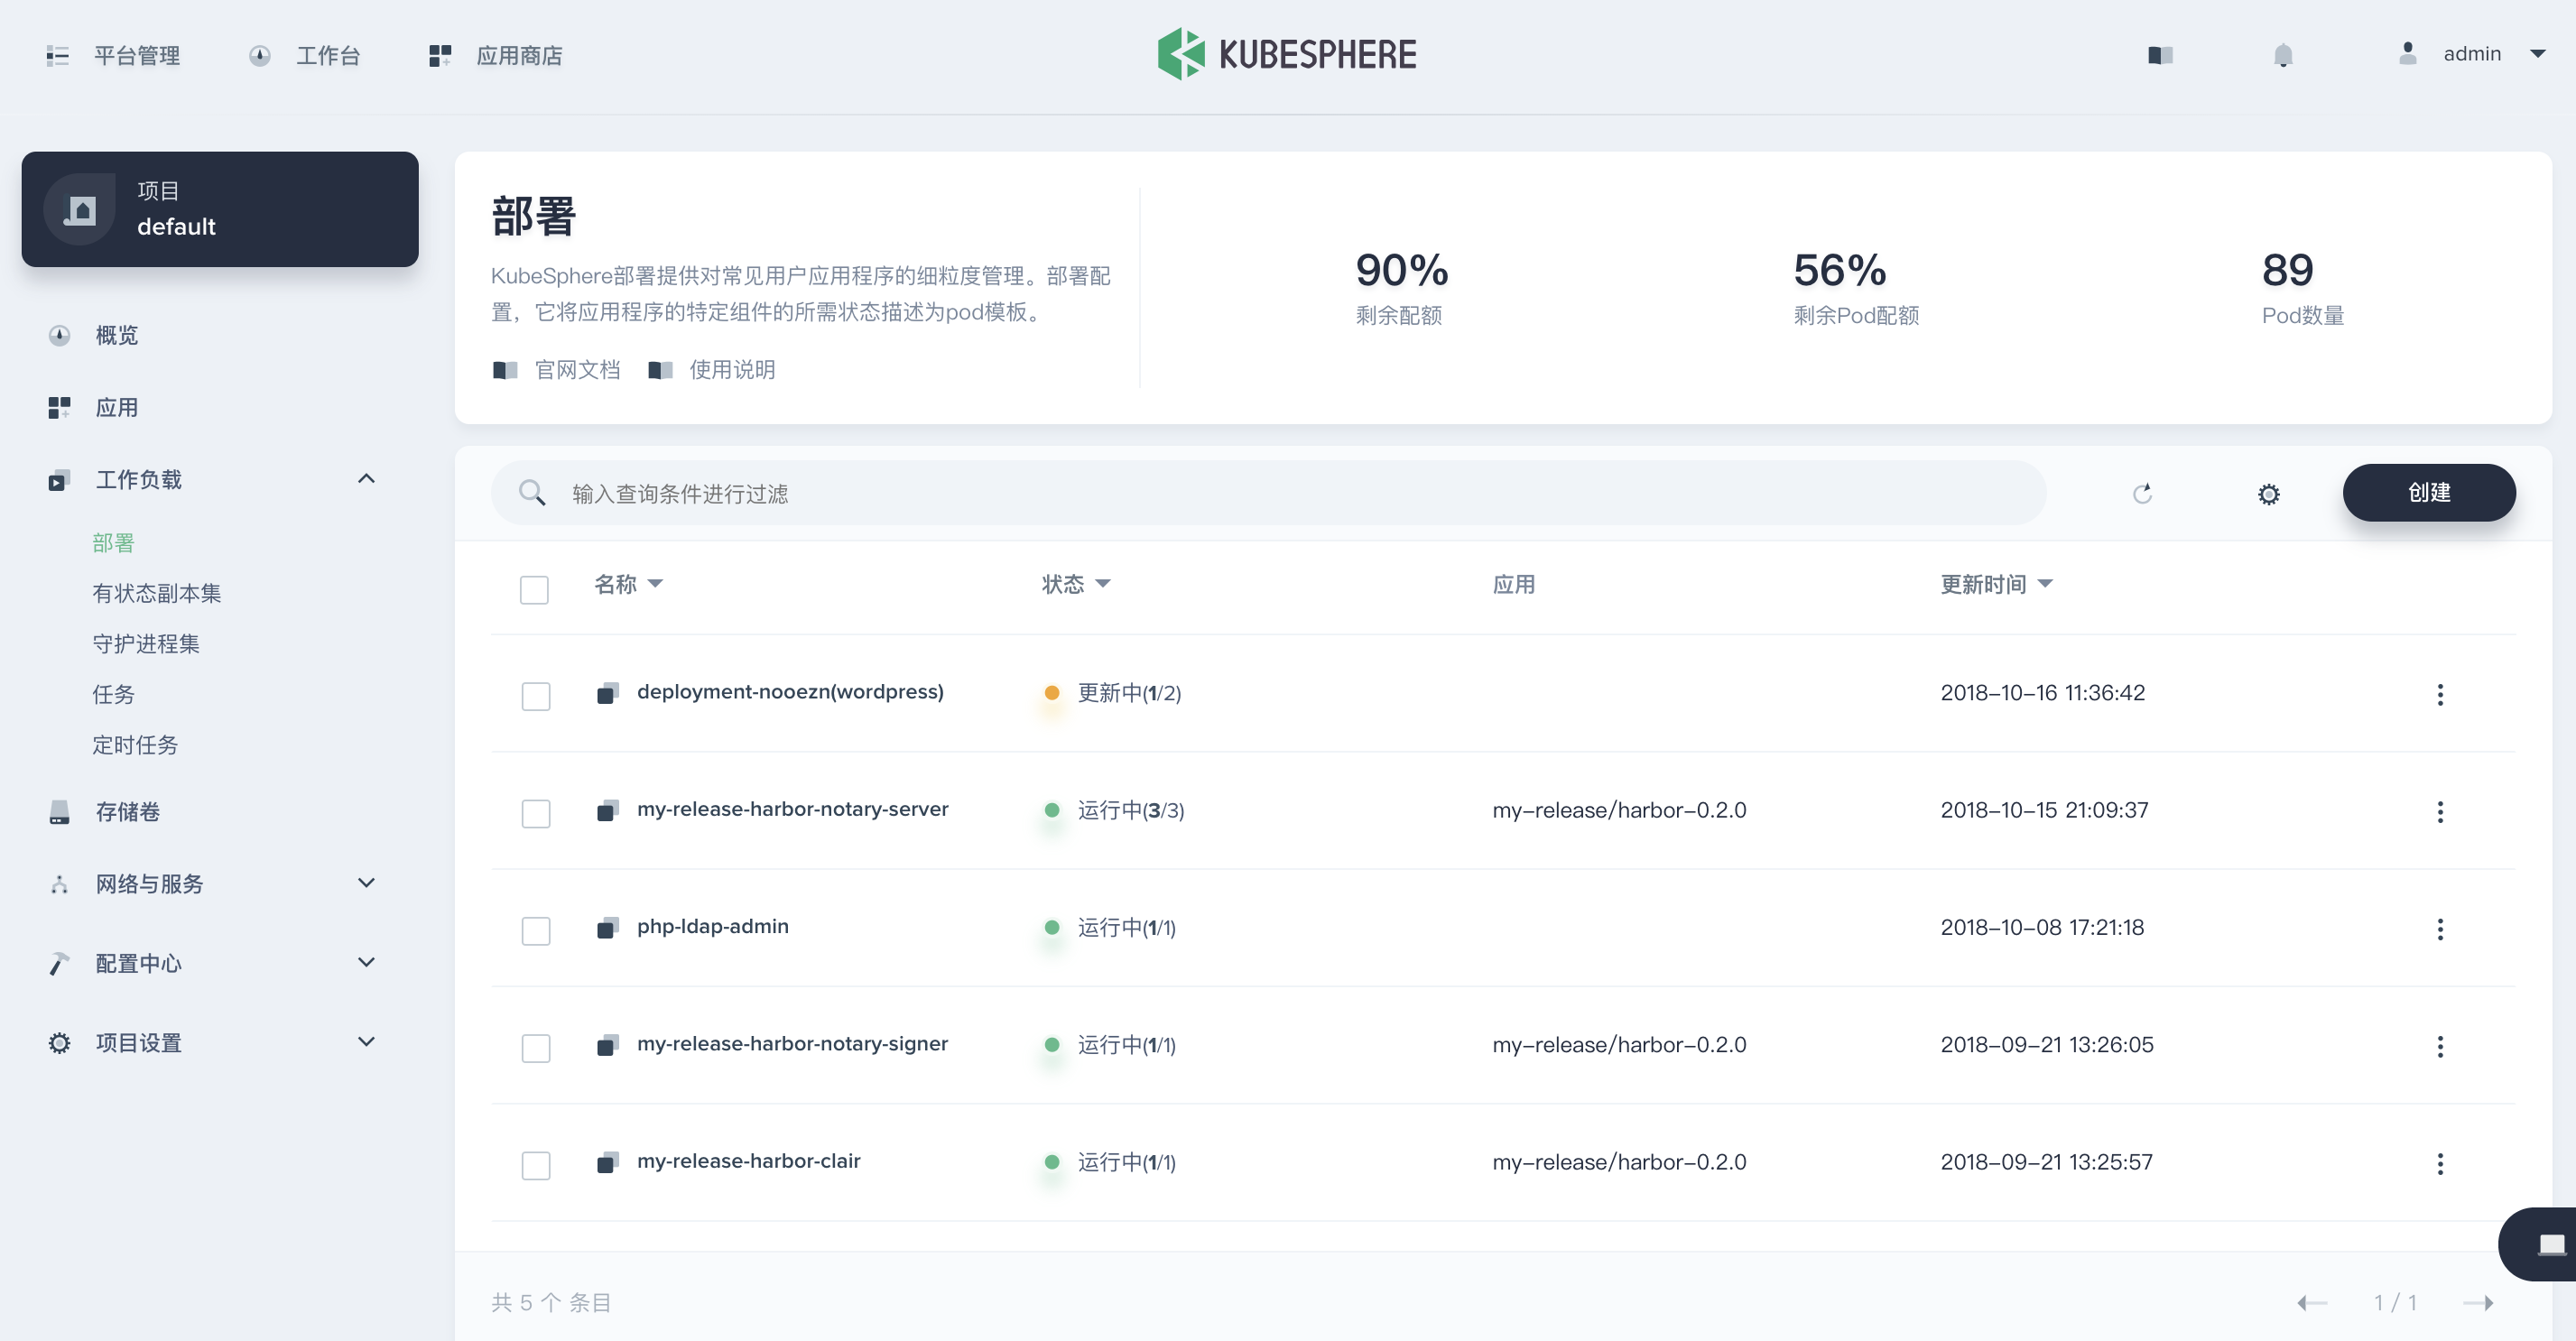 平台管理 工作台 应用商店 KUBESPHERE admin
项目
default
概览
应用
工作负载
部署
有状态副本集
守护进程集
任务
定时任务
存储卷
网络与服务
配置中心
项目设置
部署
KubeSphere部署提供对常见用户应用程序的细粒度管理。部署配
置，它将应用程序的特定组件的所需状态描述为pod模板。
官网文档 使用说明
90%
剩余配额
56%
剩余Pod配额
89
Pod数量
输入查询条件进行过滤 创建
名称 状态 应用 更新时间
deployment-nooezn(wordpress) 更新中(1/2) 2018-10-16 11:36:42
my-release-harbor-notary-server 运行中(3/3) my-release/harbor-0.2.0 2018-10-15 21:09:37
php-ldap-admin 运行中(1/1) 2018-10-08 17:21:18
my-release-harbor-notary-signer 运行中(1/1) my-release/harbor-0.2.0 2018-09-21 13:26:05
my-release-harbor-clair 运行中(1/1) my-release/harbor-0.2.0 2018-09-21 13:25:57
共 5 个 条目 1 / 1